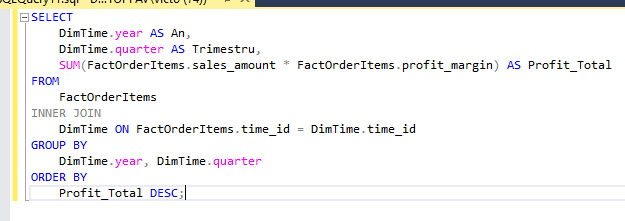 SELECT
DimTime.year AS An,
DimTime.quarter AS Trimestru,
SUM(FactOrderItems.sales_amount * FactOrderItems.profit_margin) AS Profit_Total
FROM
FactOrderItems
INNER JOIN
DimTime ON FactOrderItems.time_id = DimTime.time_id
GROUP BY
DimTime.year, DimTime.quarter
ORDER BY
Profit_Total DESC;